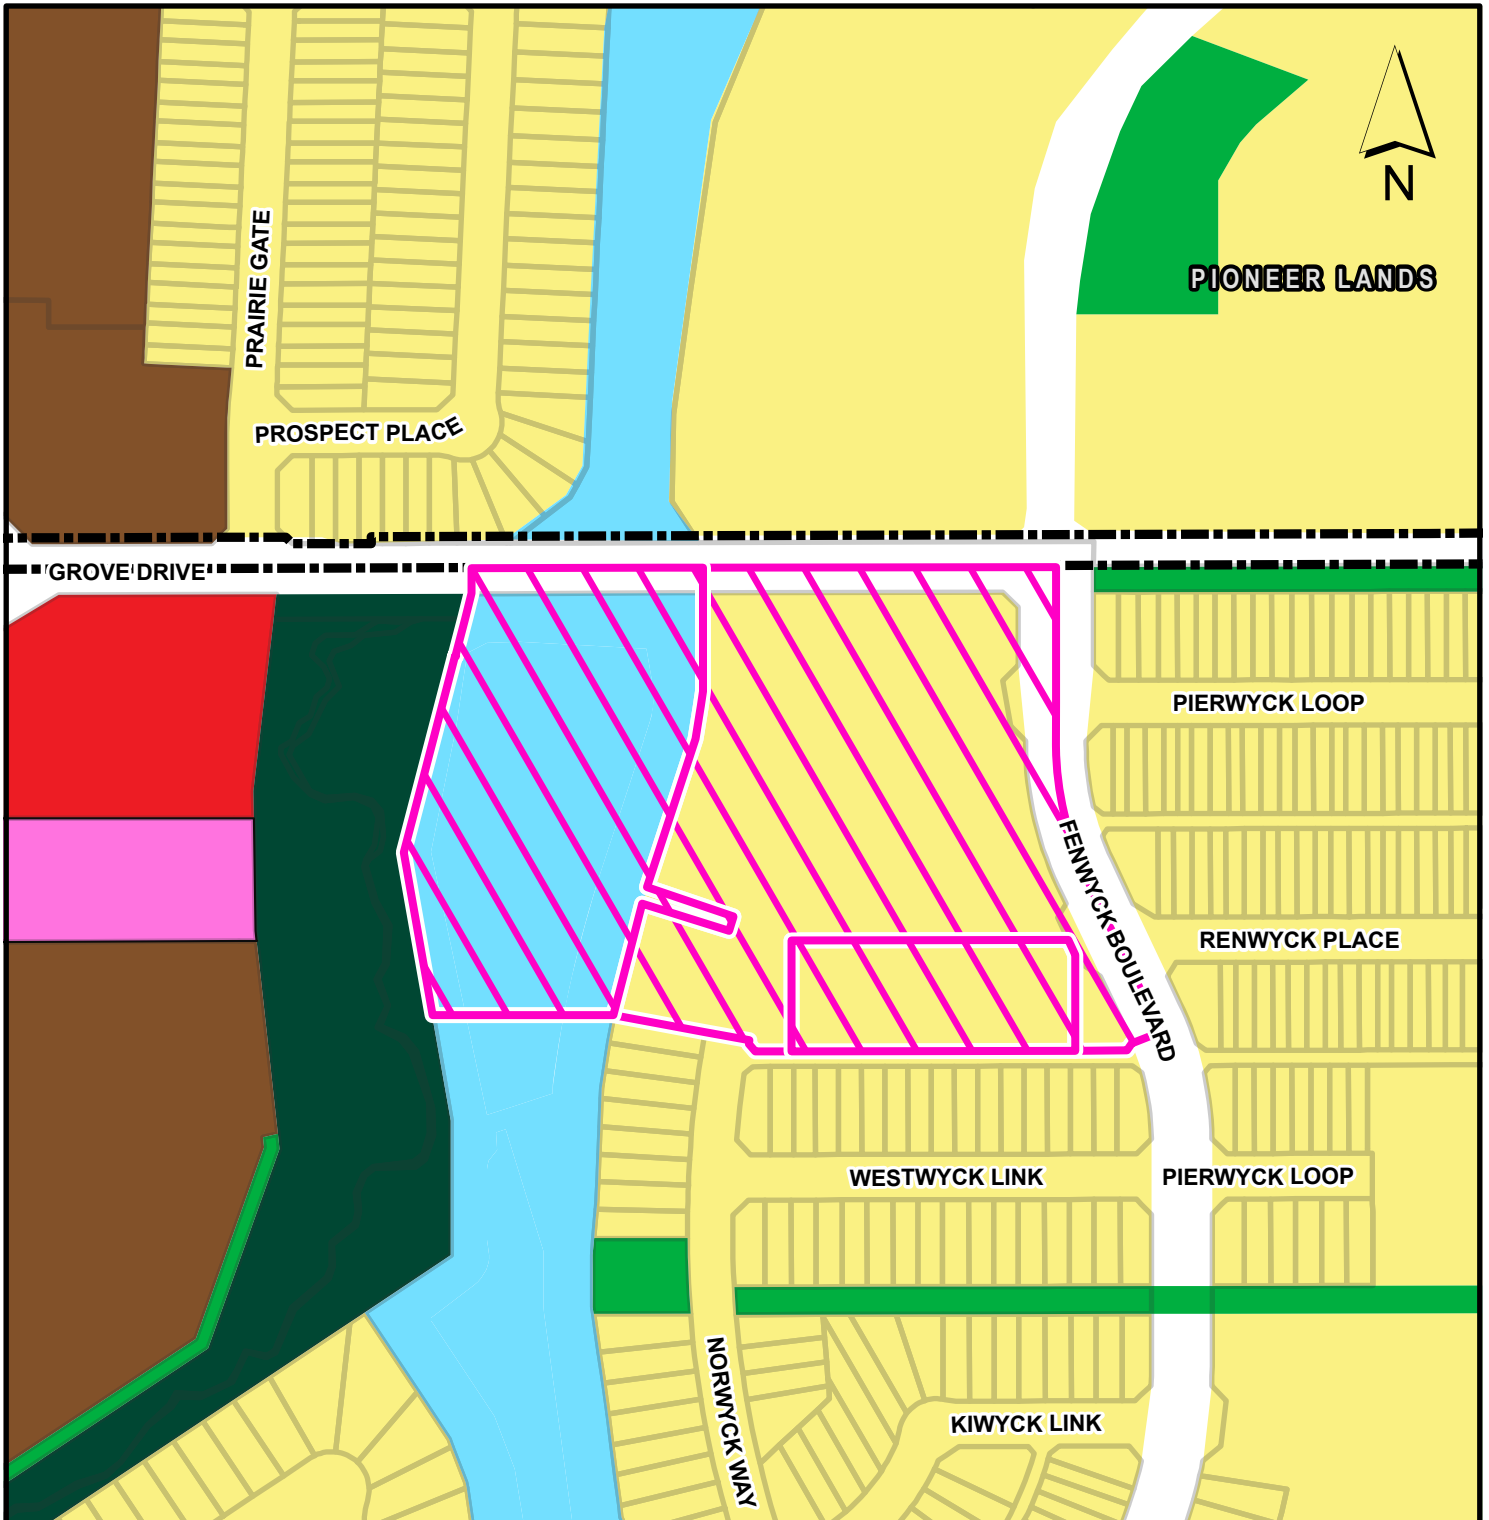 N
PIONEER LANDS
PRAIRIE GATE
PROSPECT PLACE
GROVE DRIVE
PIERWYCK LOOP
FENWYCK BOULEVARD
RENWYCK PLACE
WESTWYCK LINK
PIERWYCK LOOP
NORWYCK WAY
KIWYCK LINK